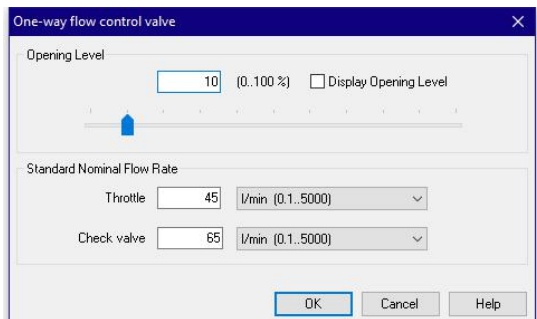 One-way flow control valve
Opening Level
10 (0..100 %) Display Opening Level
Standard Nominal Flow Rate
Throttle 45 l/min (0.1..5000)
Check valve 65 l/min (0.1..5000)
OK Cancel Help